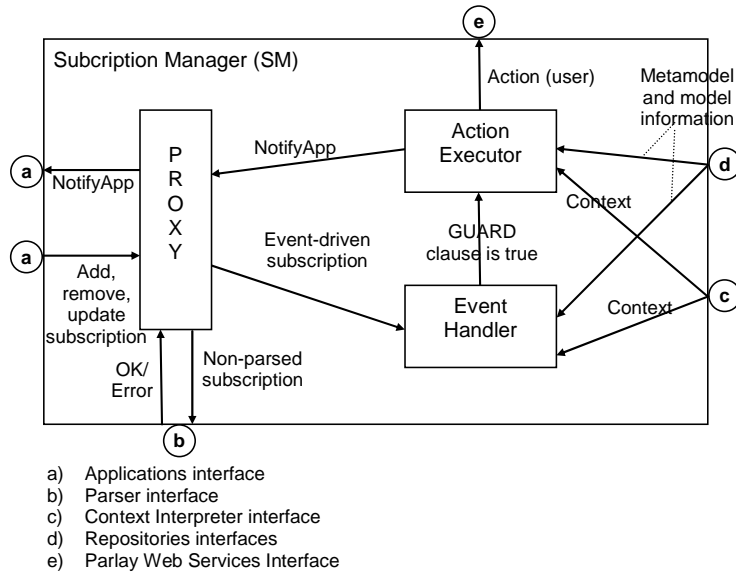 e
Subcription Manager (SM)
Action (user)
Metamodel
and model
information
P
R
O
X
Y
Action
Executor
NotifyApp
a
NotifyApp
d
Context
a
Event-driven
subscription
GUARD
clause is true
Add,
remove,
update
subscription
Event
Handler
Context
c
OK/
Error
Non-parsed
subscription
b
a) Applications interface
b) Parser interface
c) Context Interpreter interface
d) Repositories interfaces
e) Parlay Web Services Interface